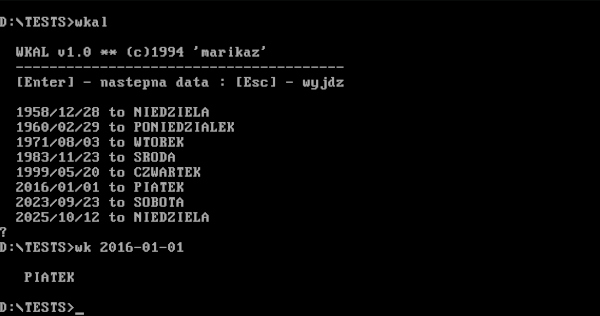 D:\TESTS>wkal
WKAL v1.0 ** (c)1994 'marikaz'
---------------------------------------
[Enter] - nastepna data : [Esc] - wyjdz
1958/12/28 to NIEDZIELA
1960/02/29 to PONIEDZIALEK
1971/08/03 to WTOREK
1983/11/23 to SRODA
1999/05/20 to CZWARTEK
2016/01/01 to PIATEK
2023/09/23 to SOBOTA
2025/10/12 to NIEDZIELA
?
D:\TESTS>wk 2016-01-01
PIATEK
D:\TESTS>_